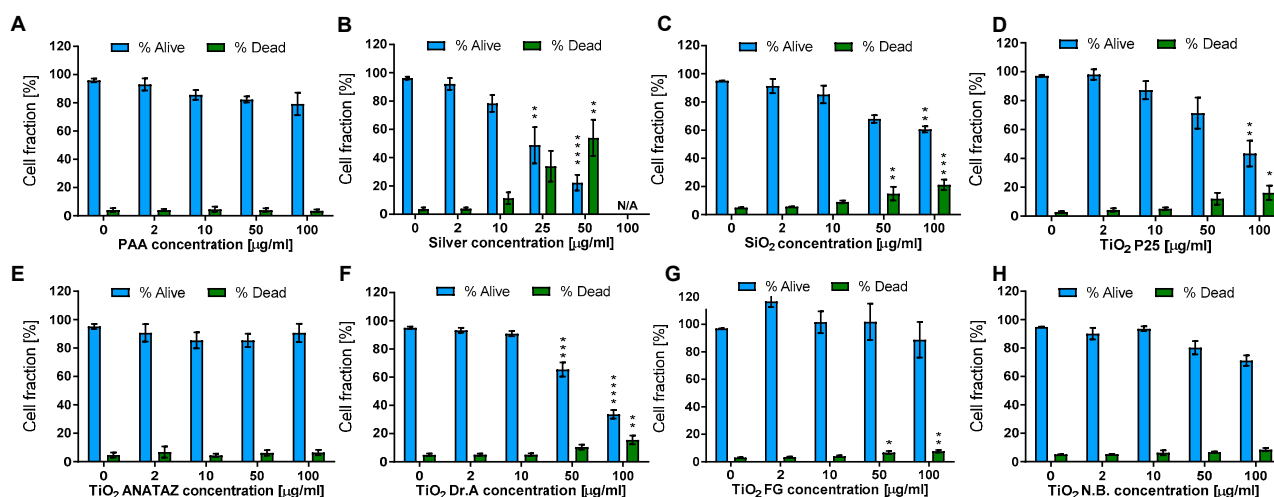 A
% Alive % Dead
Cell fraction [%]
120
100
80
60
40
20
0
0 2 10 50 100
PAA concentration [µg/ml]
B
% Alive % Dead
Cell fraction [%]
120
100
80
60
40
20
0
**
****
**
N/A
0 2 10 25 50 100
Silver concentration [µg/ml]
C
% Alive % Dead
Cell fraction [%]
120
100
80
60
40
20
0
**
**
***
0 2 10 50 100
SiO₂ concentration [µg/ml]
D
% Alive % Dead
Cell fraction [%]
120
100
80
60
40
20
0
**
*
0 2 10 50 100
TiO₂ P25 [µg/ml]
E
% Alive % Dead
Cell fraction [%]
120
100
80
60
40
20
0
0 2 10 50 100
TiO₂ ANATAZ concentration [µg/ml]
F
% Alive % Dead
Cell fraction [%]
120
100
80
60
40
20
0
****
****
**
0 2 10 50 100
TiO₂ Dr.A concentration [µg/ml]
G
% Alive % Dead
Cell fraction [%]
120
100
80
60
40
20
0
*
**
0 2 10 50 100
TiO₂ FG concentration [µg/ml]
H
% Alive % Dead
Cell fraction [%]
120
100
80
60
40
20
0
0 2 10 50 100
TiO₂ N.B. concentration [µg/ml]